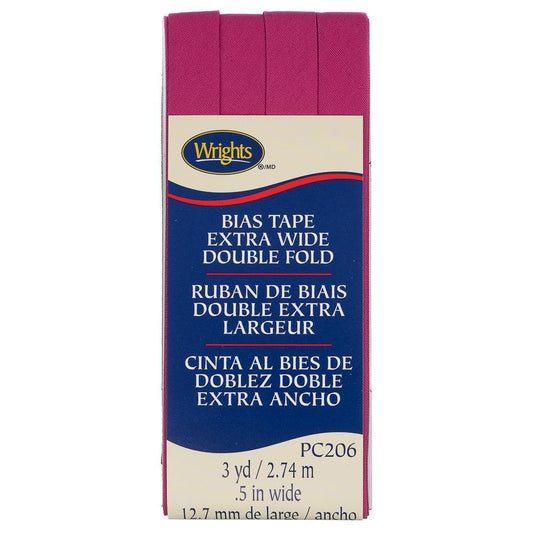 Wrights
®/MD
BIAS TAPE
EXTRA WIDE
DOUBLE FOLD
RUBAN DE BIAIS
DOUBLE EXTRA
LARGEUR
CINTA AL BIES DE
DOBLEZ DOBLE
EXTRA ANCHO
PC206
3 yd / 2.74 m
.5 in wide
12.7 mm de large / ancho